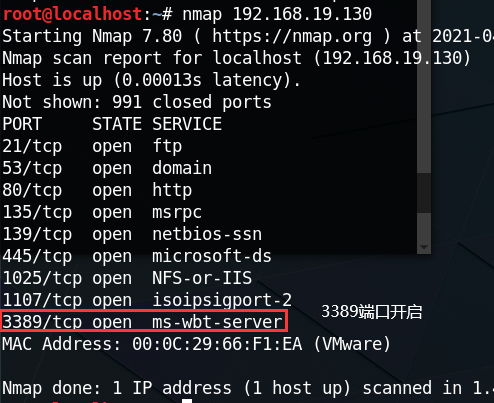 root@localhost:~# nmap 192.168.19.130
Starting Nmap 7.80 ( https://nmap.org ) at 2021-04
Nmap scan report for localhost (192.168.19.130)
Host is up (0.00013s latency).
Not shown: 991 closed ports
PORT     STATE SERVICE
21/tcp   open  ftp
53/tcp   open  domain
80/tcp   open  http
135/tcp  open  msrpc
139/tcp  open  netbios-ssn
445/tcp  open  microsoft-ds
1025/tcp open  NFS-or-IIS
1107/tcp open  isoipsigport-2
3389/tcp open  ms-wbt-server 3389端口开启
MAC Address: 00:0C:29:66:F1:EA (VMware)
Nmap done: 1 IP address (1 host up) scanned in 1.